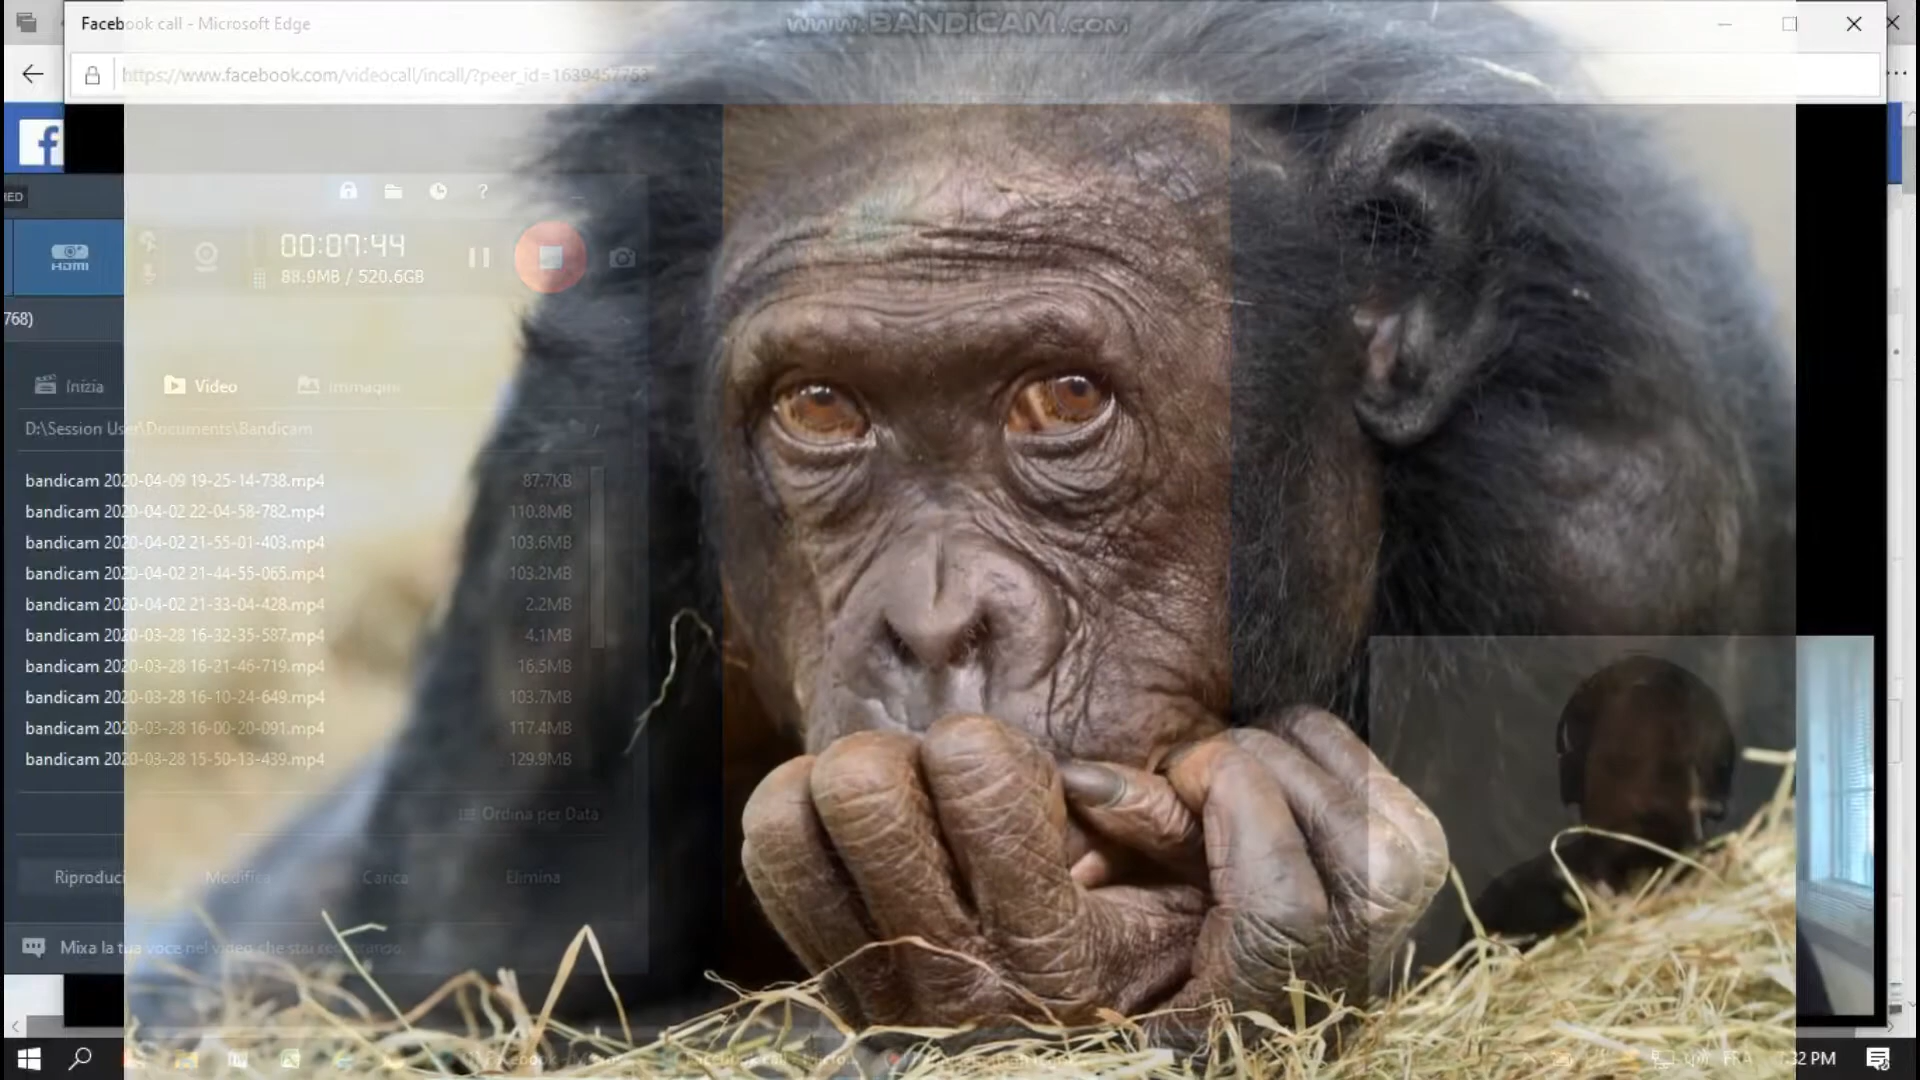 Facebook call - Microsoft Edge
www.BANDICAM.com
https://www.facebook.com/videocall/incall/?peer_id=1639457753
f
?
00:07:44
HDMI
88.9MB / 520.6GB
768)
Inizia
Video
Immagini
D:\Session User\Documents\Bandicam
bandicam 2020-04-09 19-25-14-738.mp4 87.7KB
bandicam 2020-04-02 22-04-58-782.mp4 110.8MB
bandicam 2020-04-02 21-55-01-403.mp4 103.6MB
bandicam 2020-04-02 21-44-55-065.mp4 103.2MB
bandicam 2020-04-02 21-33-04-428.mp4 2.2MB
bandicam 2020-03-28 16-32-35-587.mp4 4.1MB
bandicam 2020-03-28 16-21-46-719.mp4 16.5MB
bandicam 2020-03-28 16-10-24-649.mp4 103.7MB
bandicam 2020-03-28 16-00-20-091.mp4 117.4MB
bandicam 2020-03-28 15-50-13-439.mp4 129.9MB
Ordina per Data
Riproduci
Modifica
Carica
Elimina
Mixa la tua voce nel video che stai registrando.
FRA
:32 PM